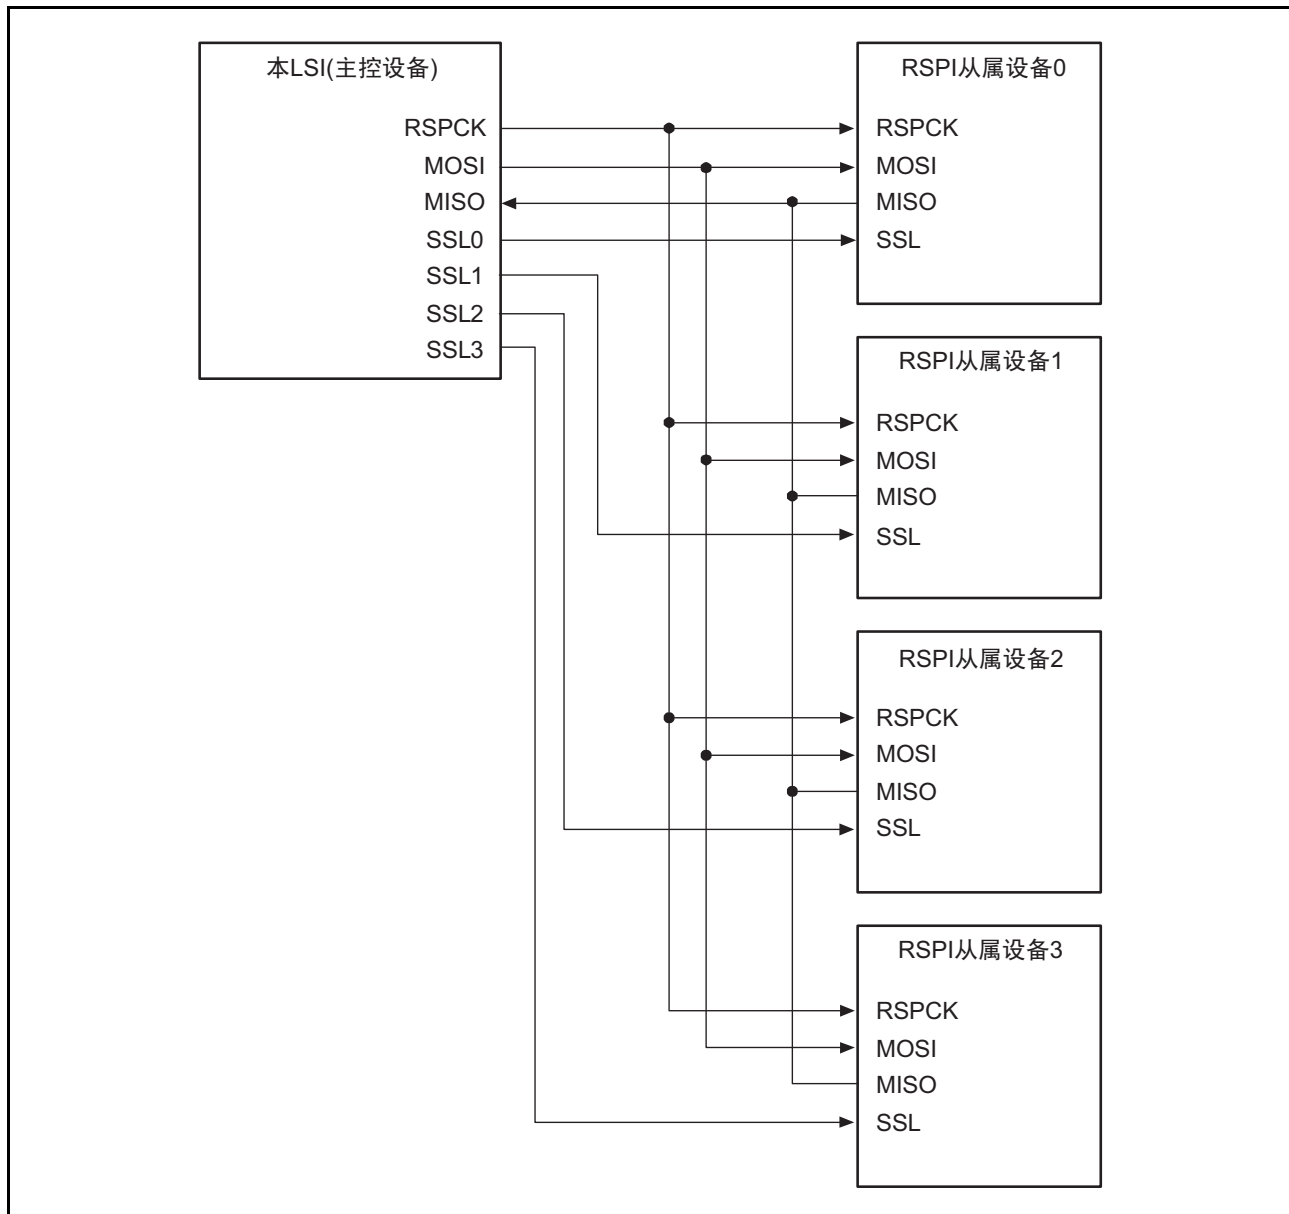 本LSI(主控设备)
RSPCK
MOSI
MISO
SSL0
SSL1
SSL2
SSL3
RSPI从属设备0
RSPCK
MOSI
MISO
SSL
RSPI从属设备1
RSPCK
MOSI
MISO
SSL
RSPI从属设备2
RSPCK
MOSI
MISO
SSL
RSPI从属设备3
RSPCK
MOSI
MISO
SSL